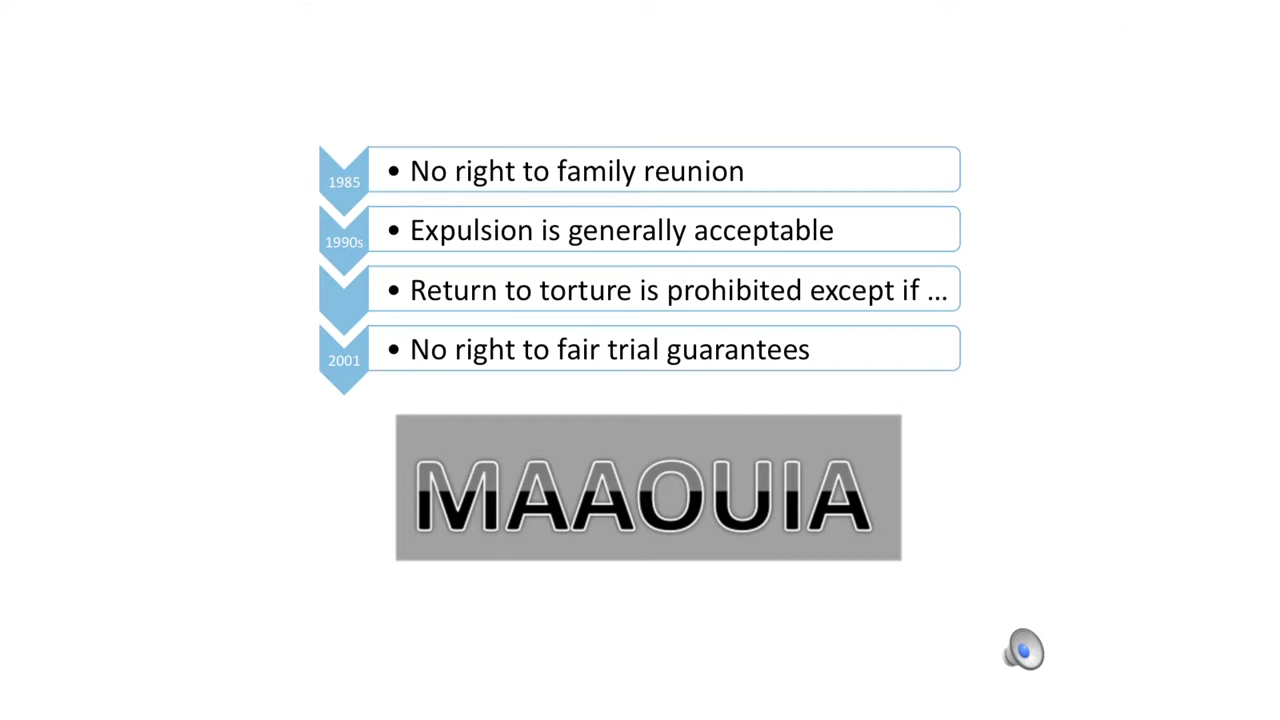 1985
• No right to family reunion
1990s
• Expulsion is generally acceptable
• Return to torture is prohibited except if …
2001
• No right to fair trial guarantees
MAAOUIA